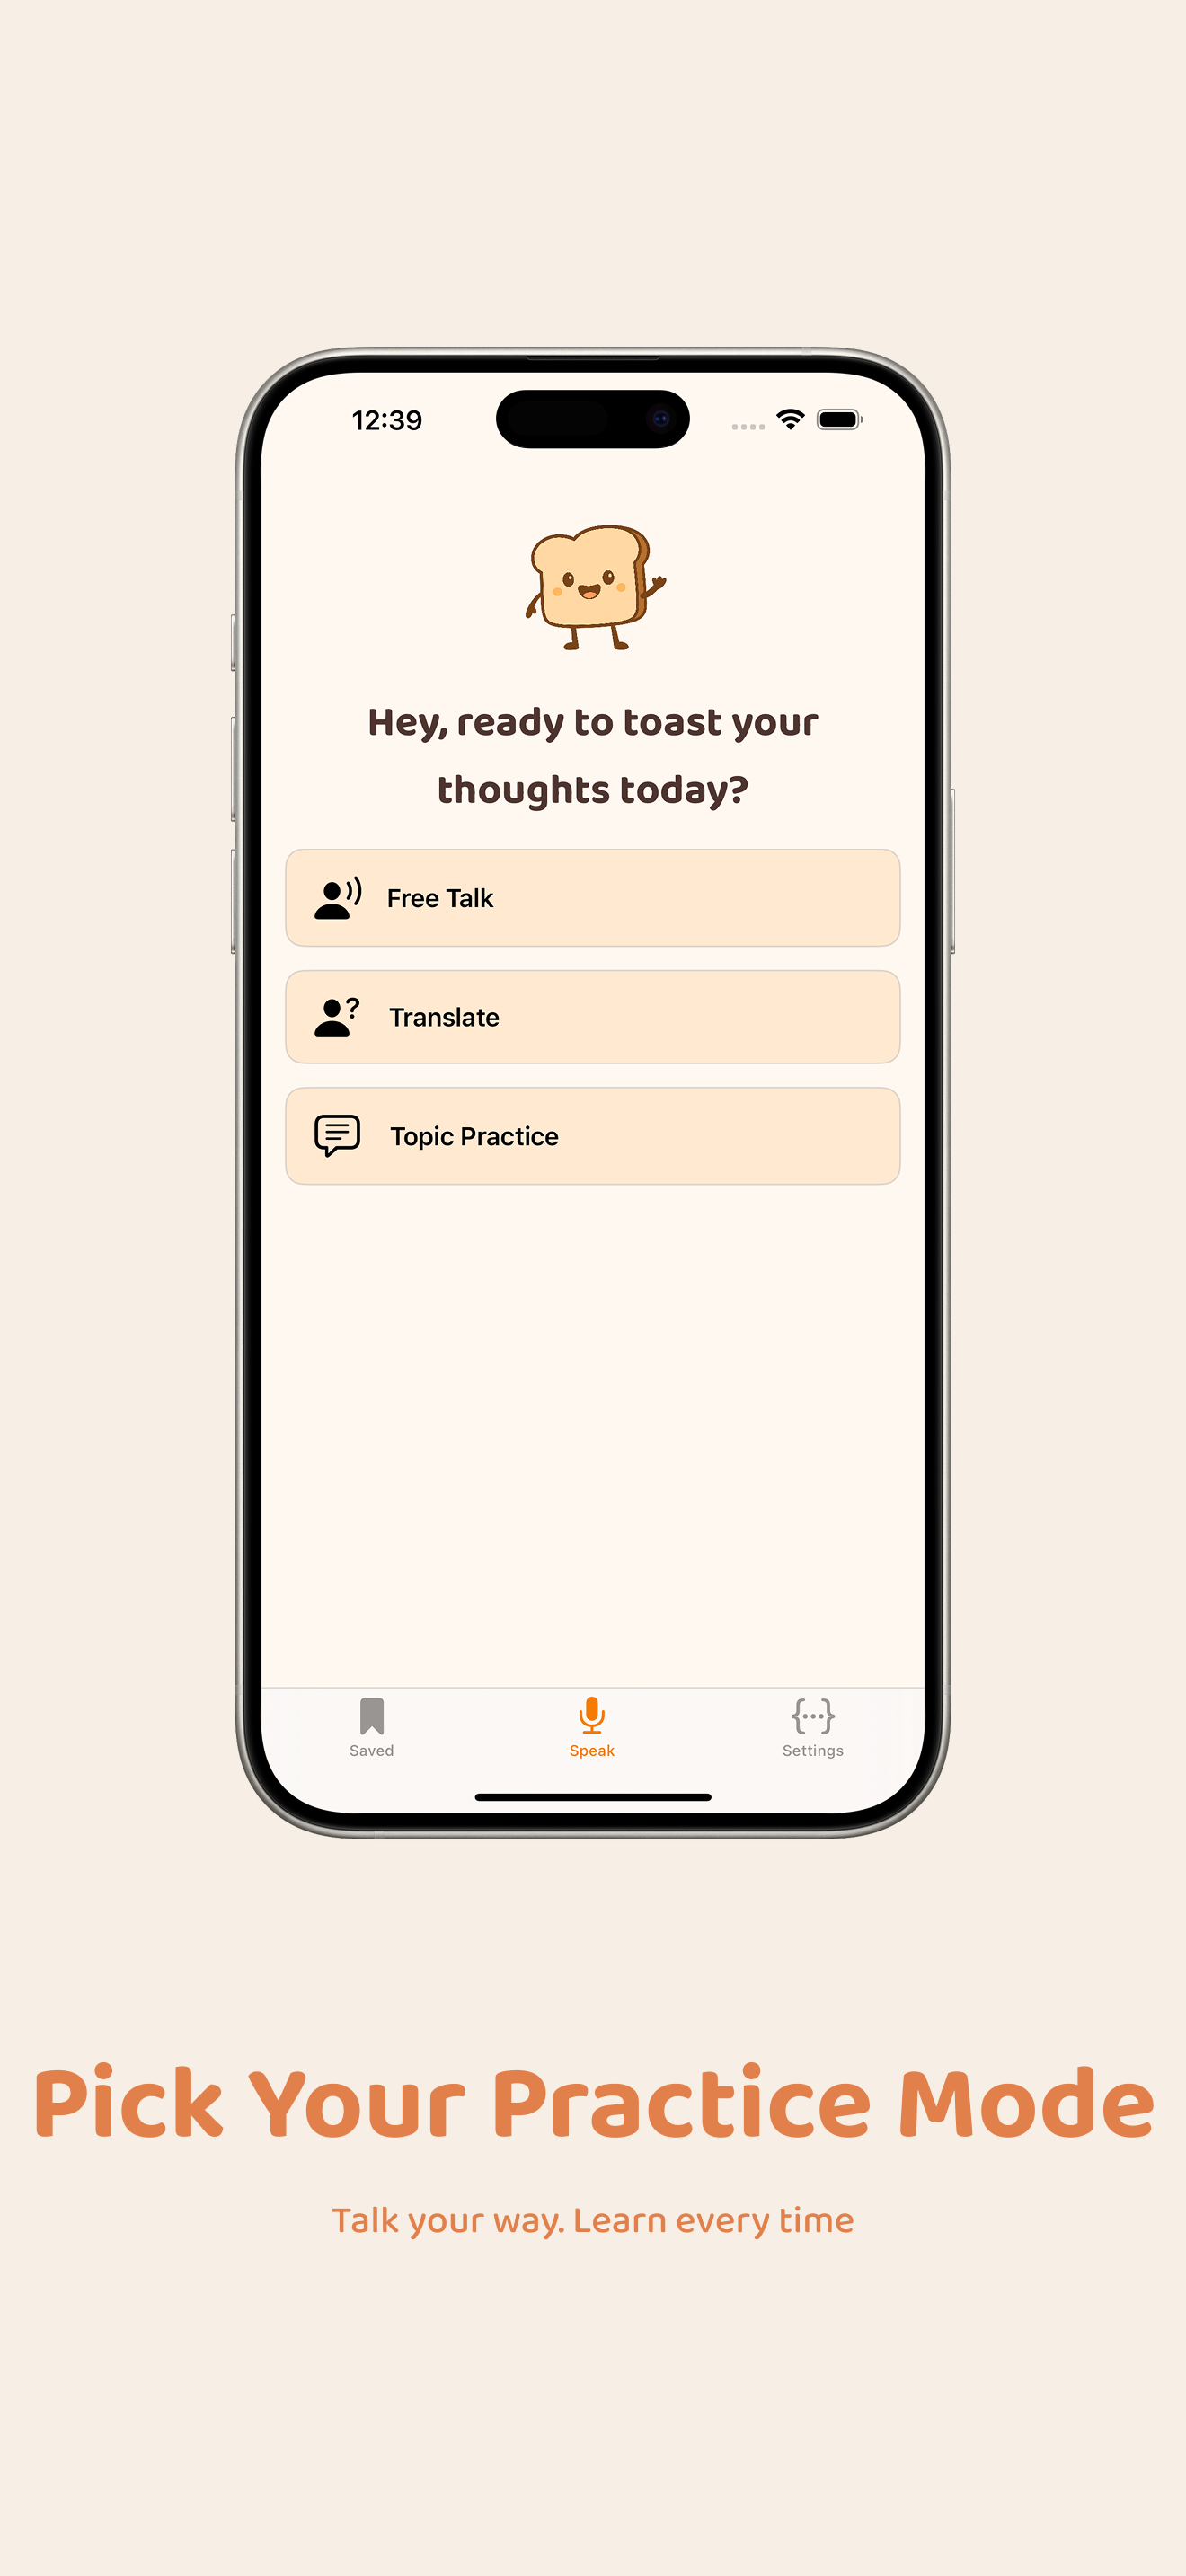 12:39
Hey, ready to toast your
thoughts today?
Free Talk
Translate
Topic Practice
Saved
Speak
Settings
Pick Your Practice Mode
Talk your way. Learn every time